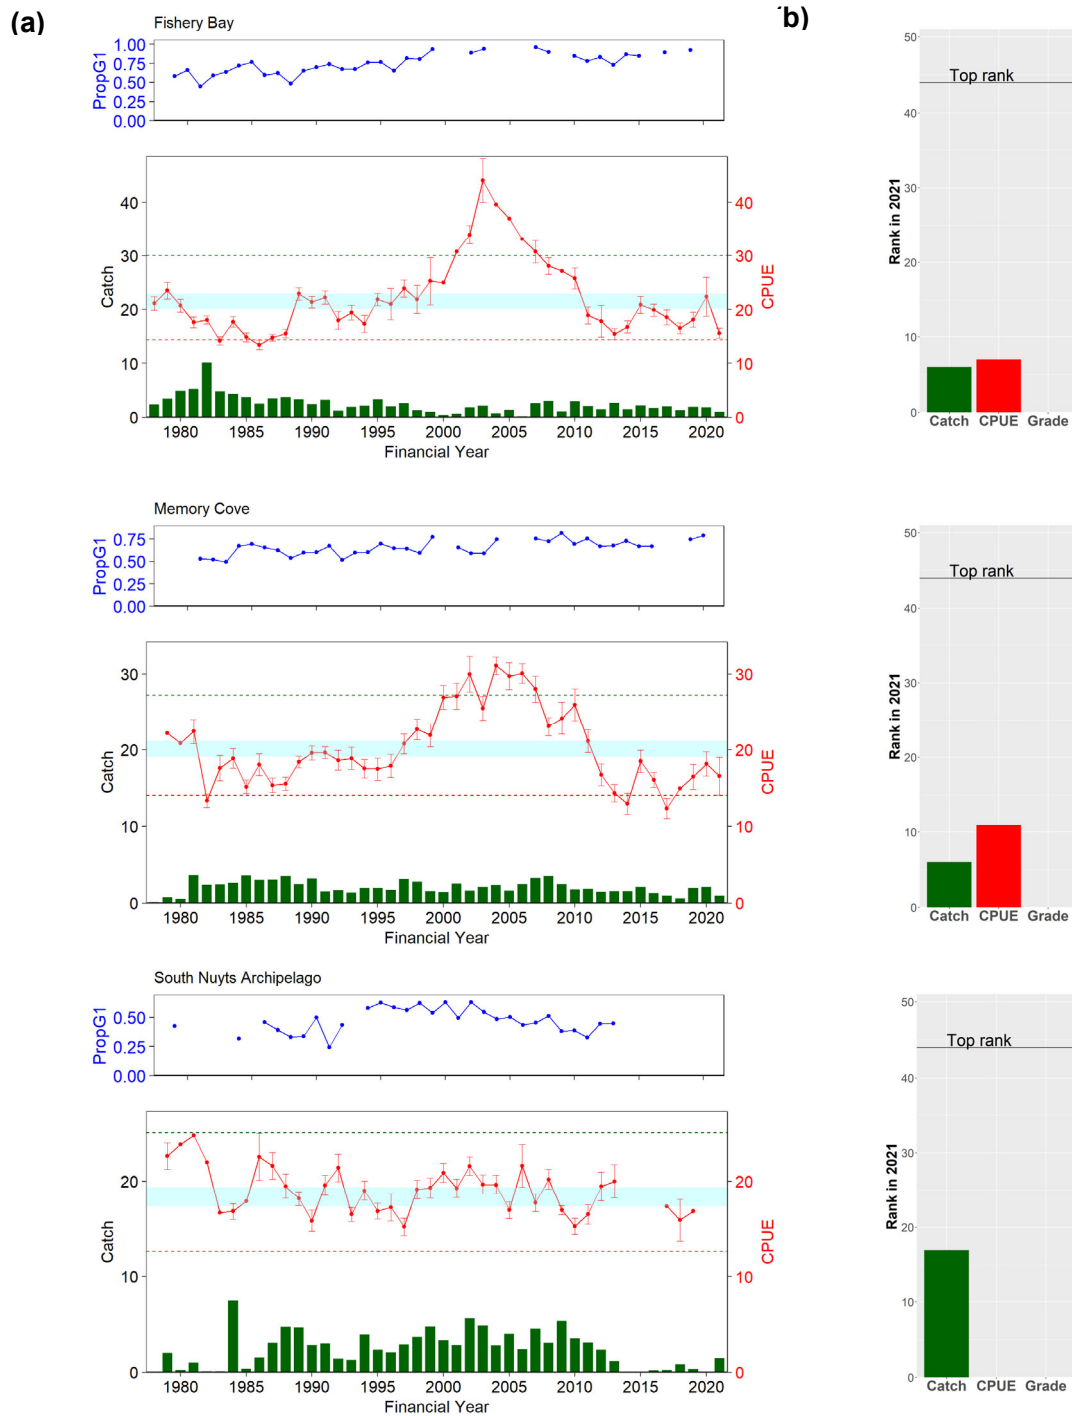 (a)
b)
Fishery Bay
1.00
0.75
0.50
0.25
0.00
PropG1
40
30
20
10
0
Catch
40
30
20
10
0
CPUE
1980 1985 1990 1995 2000 2005 2010 2015 2020
Financial Year
50
40
30
20
10
0
Rank in 2021
Top rank
Catch CPUE Grade
Memory Cove
0.75
0.50
0.25
0.00
PropG1
30
20
10
0
Catch
30
20
10
0
CPUE
1980 1985 1990 1995 2000 2005 2010 2015 2020
Financial Year
50
40
30
20
10
0
Rank in 2021
Top rank
Catch CPUE Grade
South Nuyts Archipelago
0.50
0.25
0.00
PropG1
20
10
0
Catch
20
10
0
CPUE
1980 1985 1990 1995 2000 2005 2010 2015 2020
Financial Year
50
40
30
20
10
0
Rank in 2021
Top rank
Catch CPUE Grade